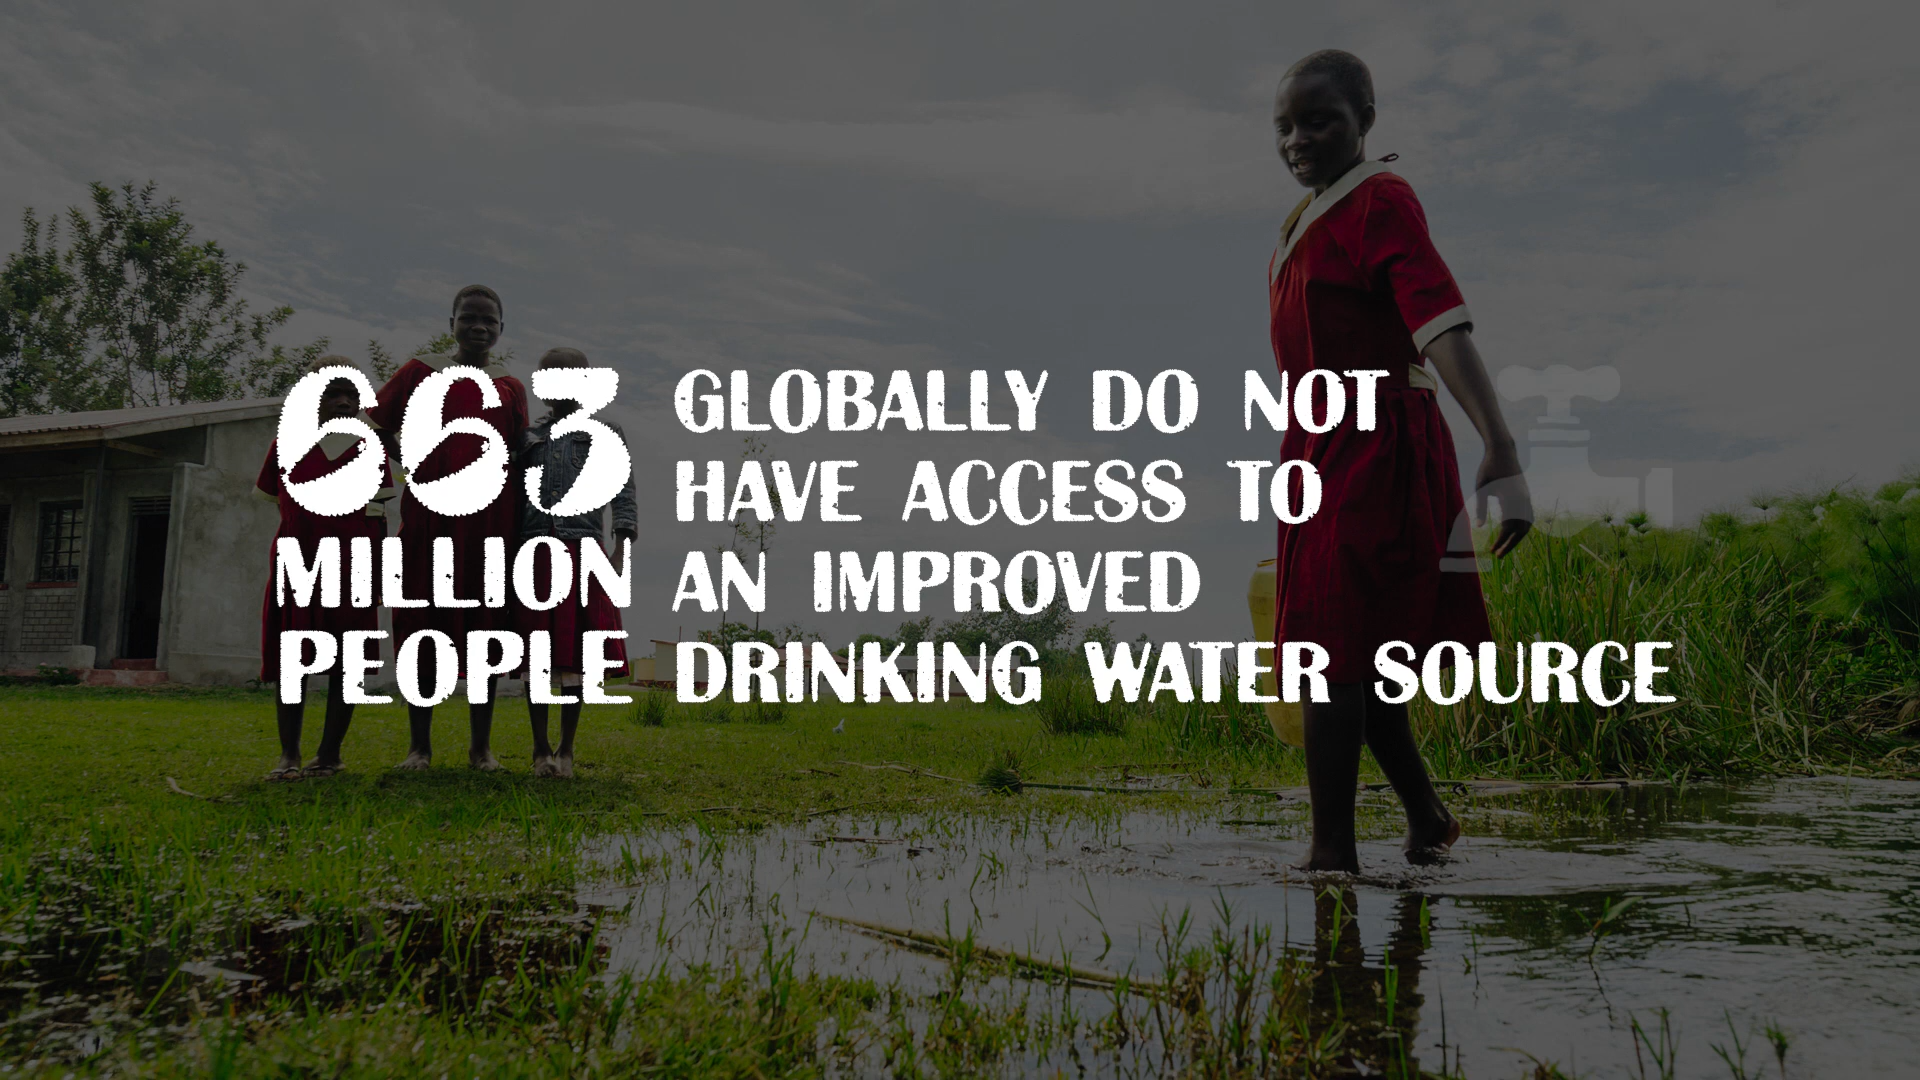 663
MILLION
PEOPLE
GLOBALLY DO NOT
HAVE ACCESS TO
AN IMPROVED
DRINKING WATER SOURCE